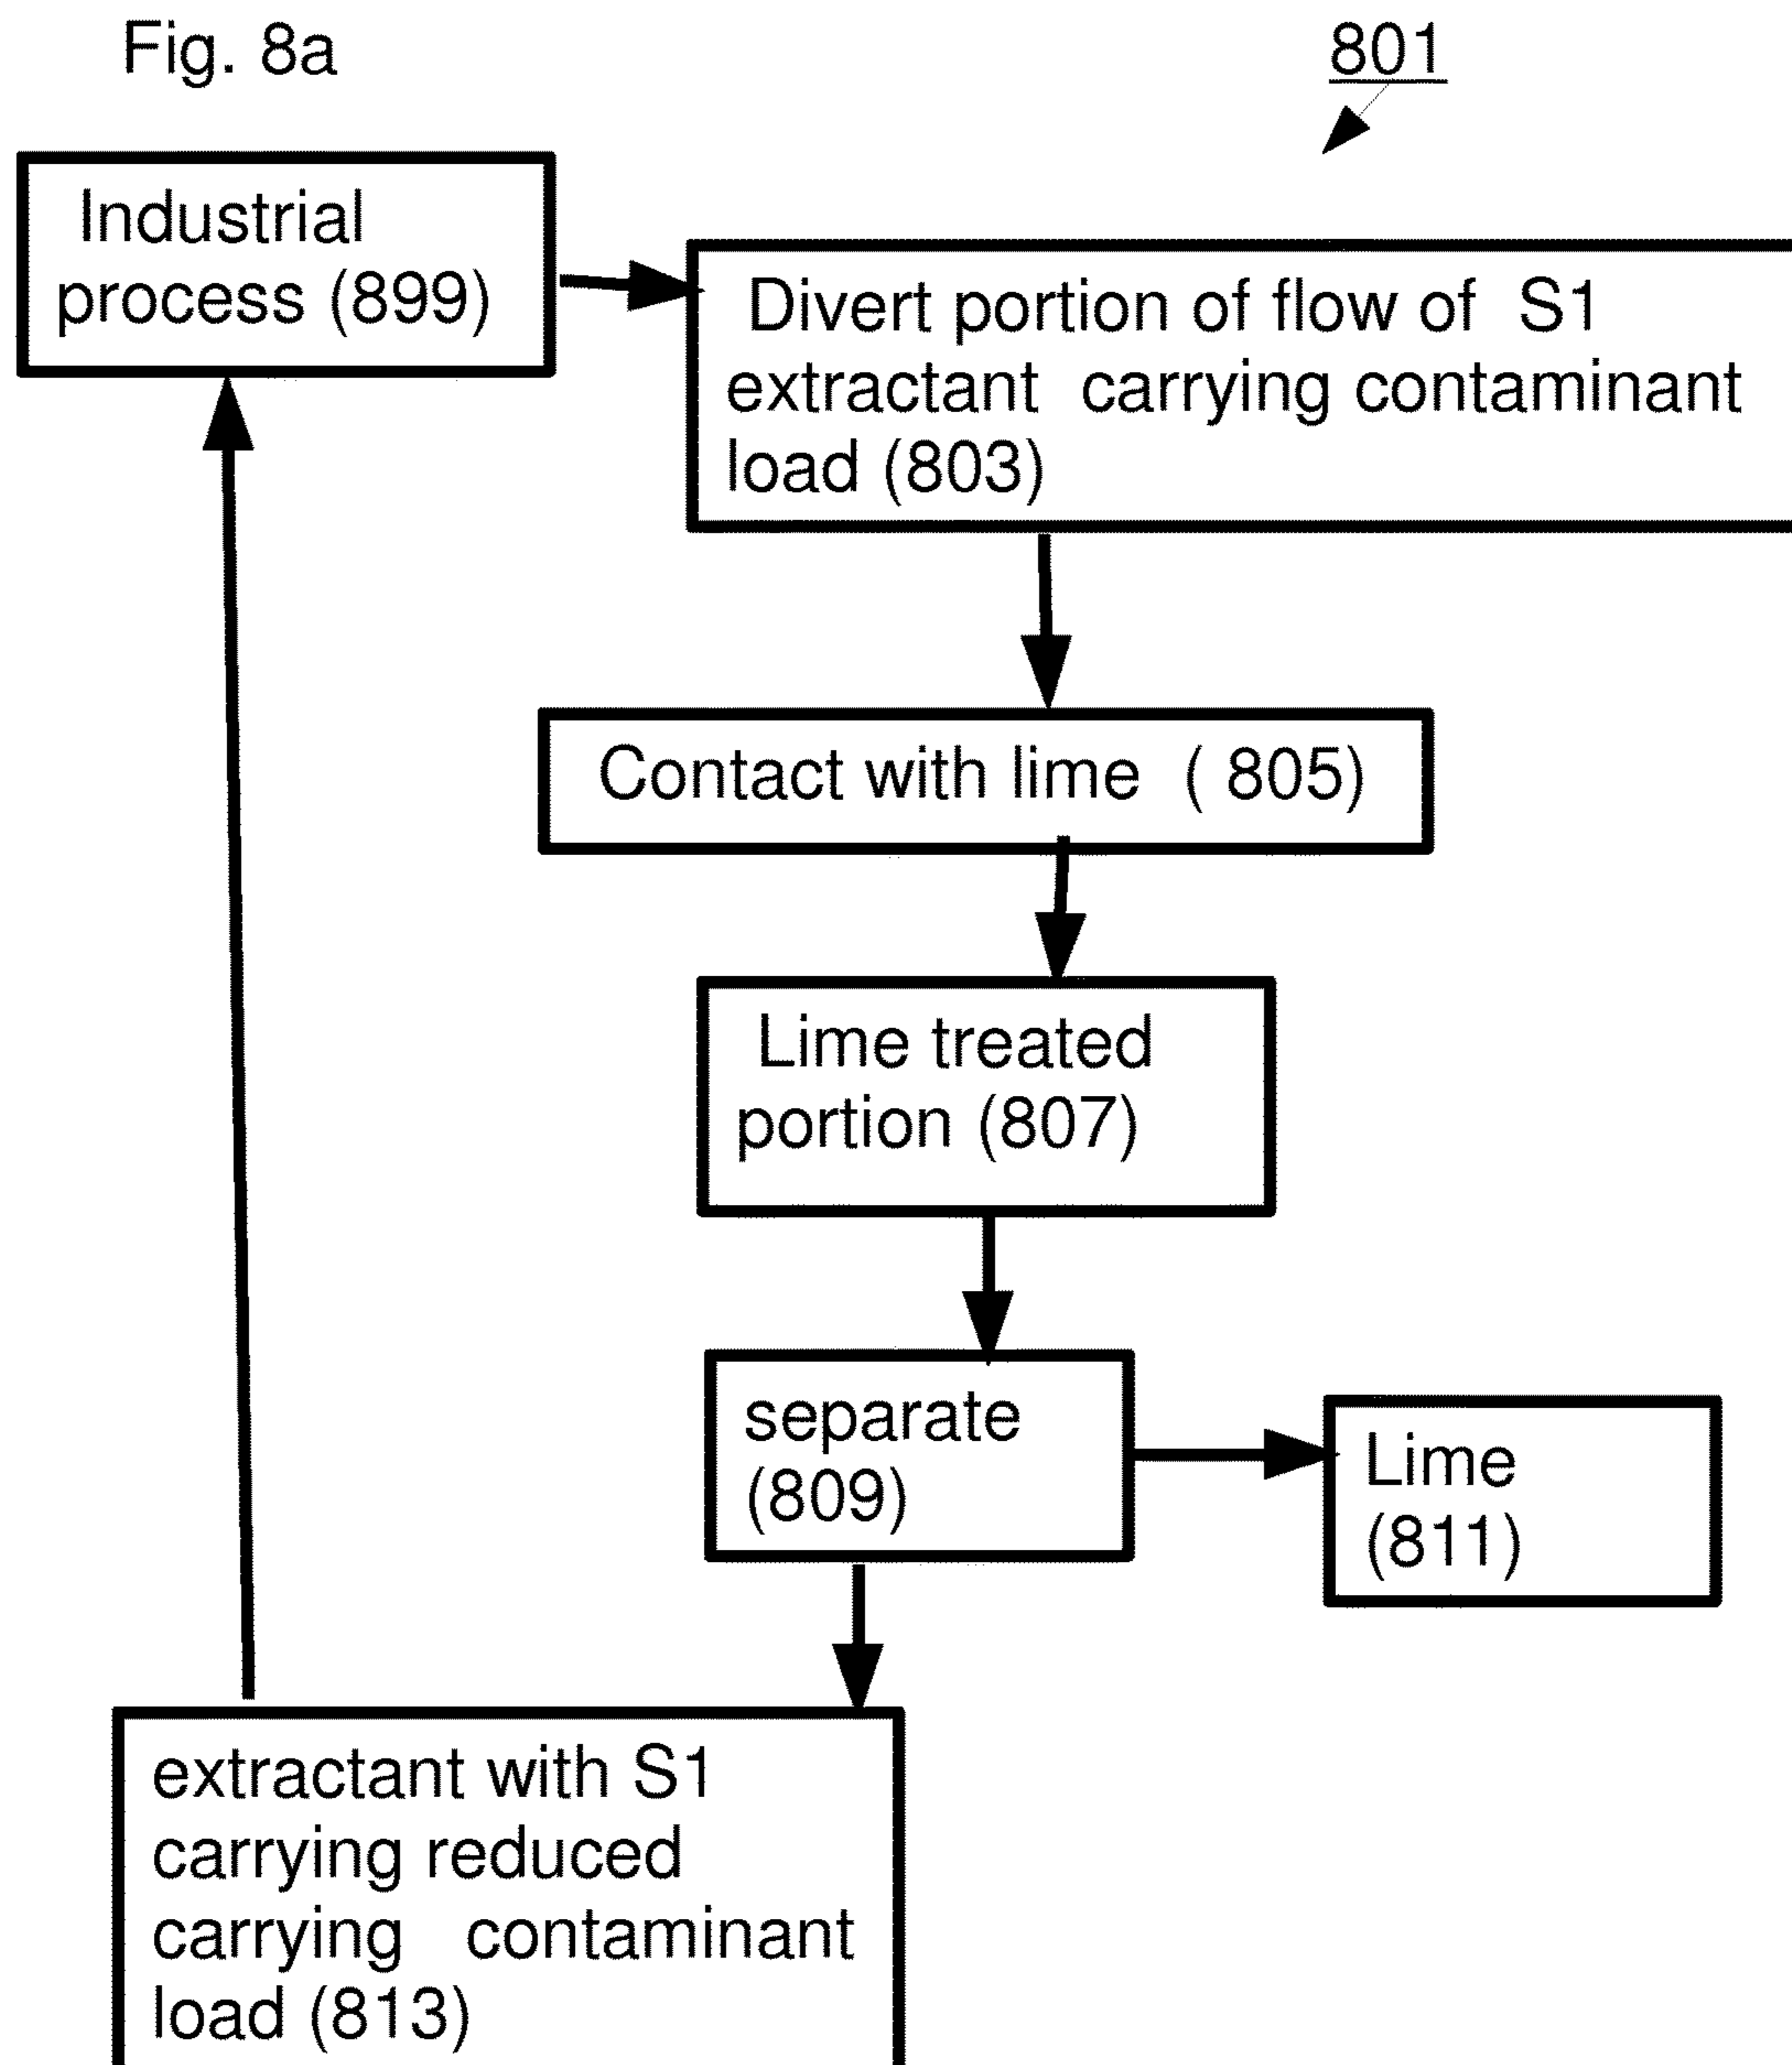 Fig. 8a
801
Industrial
process (899)
Divert portion of flow of S1
extractant carrying contaminant
load (803)
Contact with lime ( 805)
Lime treated
portion (807)
separate
(809)
Lime
(811)
extractant with S1
carrying reduced
carrying contaminant
load (813)